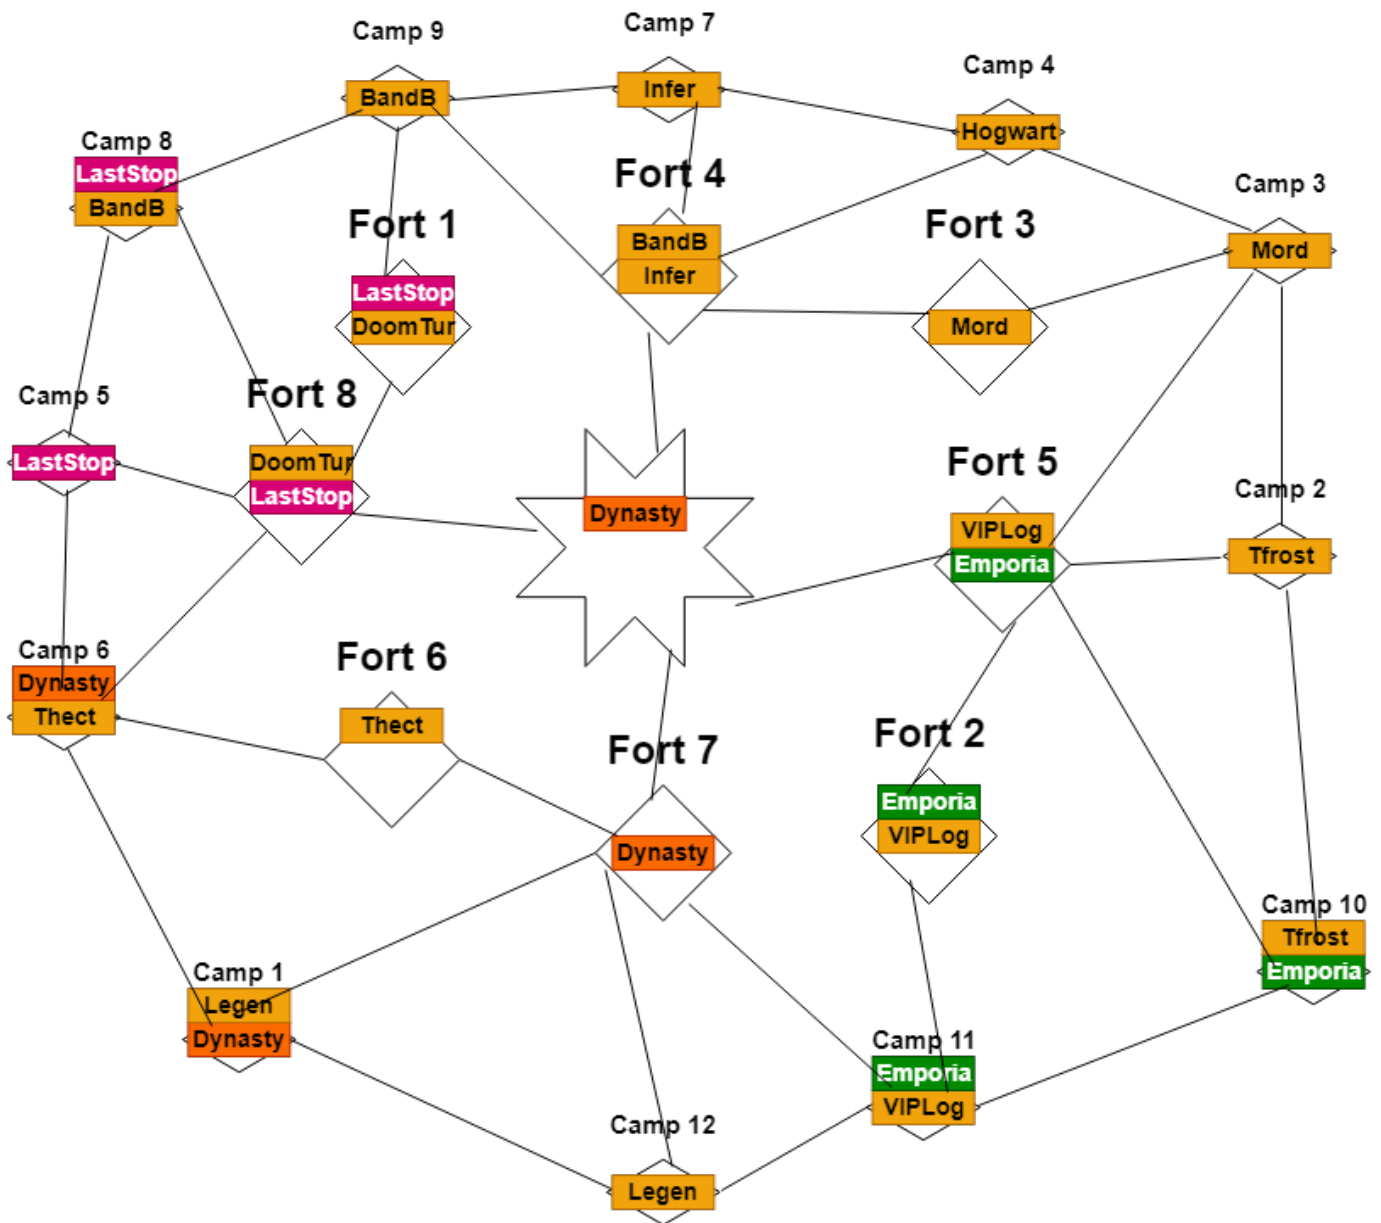 Camp 9
BandB
Camp 7
Infer
Camp 4
Hogwart
Camp 8
LastStop
BandB
Fort 4
BandB
Infer
Camp 3
Mord
Fort 1
LastStop
DoomTur
Fort 3
Mord
Camp 5
LastStop
Fort 8
DoomTur
LastStop
Dynasty
Fort 5
VIPLog
Emporia
Camp 2
Tfrost
Camp 6
Dynasty
Thect
Fort 6
Thect
Fort 7
Dynasty
Fort 2
Emporia
VIPLog
Camp 10
Tfrost
Emporia
Camp 1
Legen
Dynasty
Camp 11
Emporia
VIPLog
Camp 12
Legen